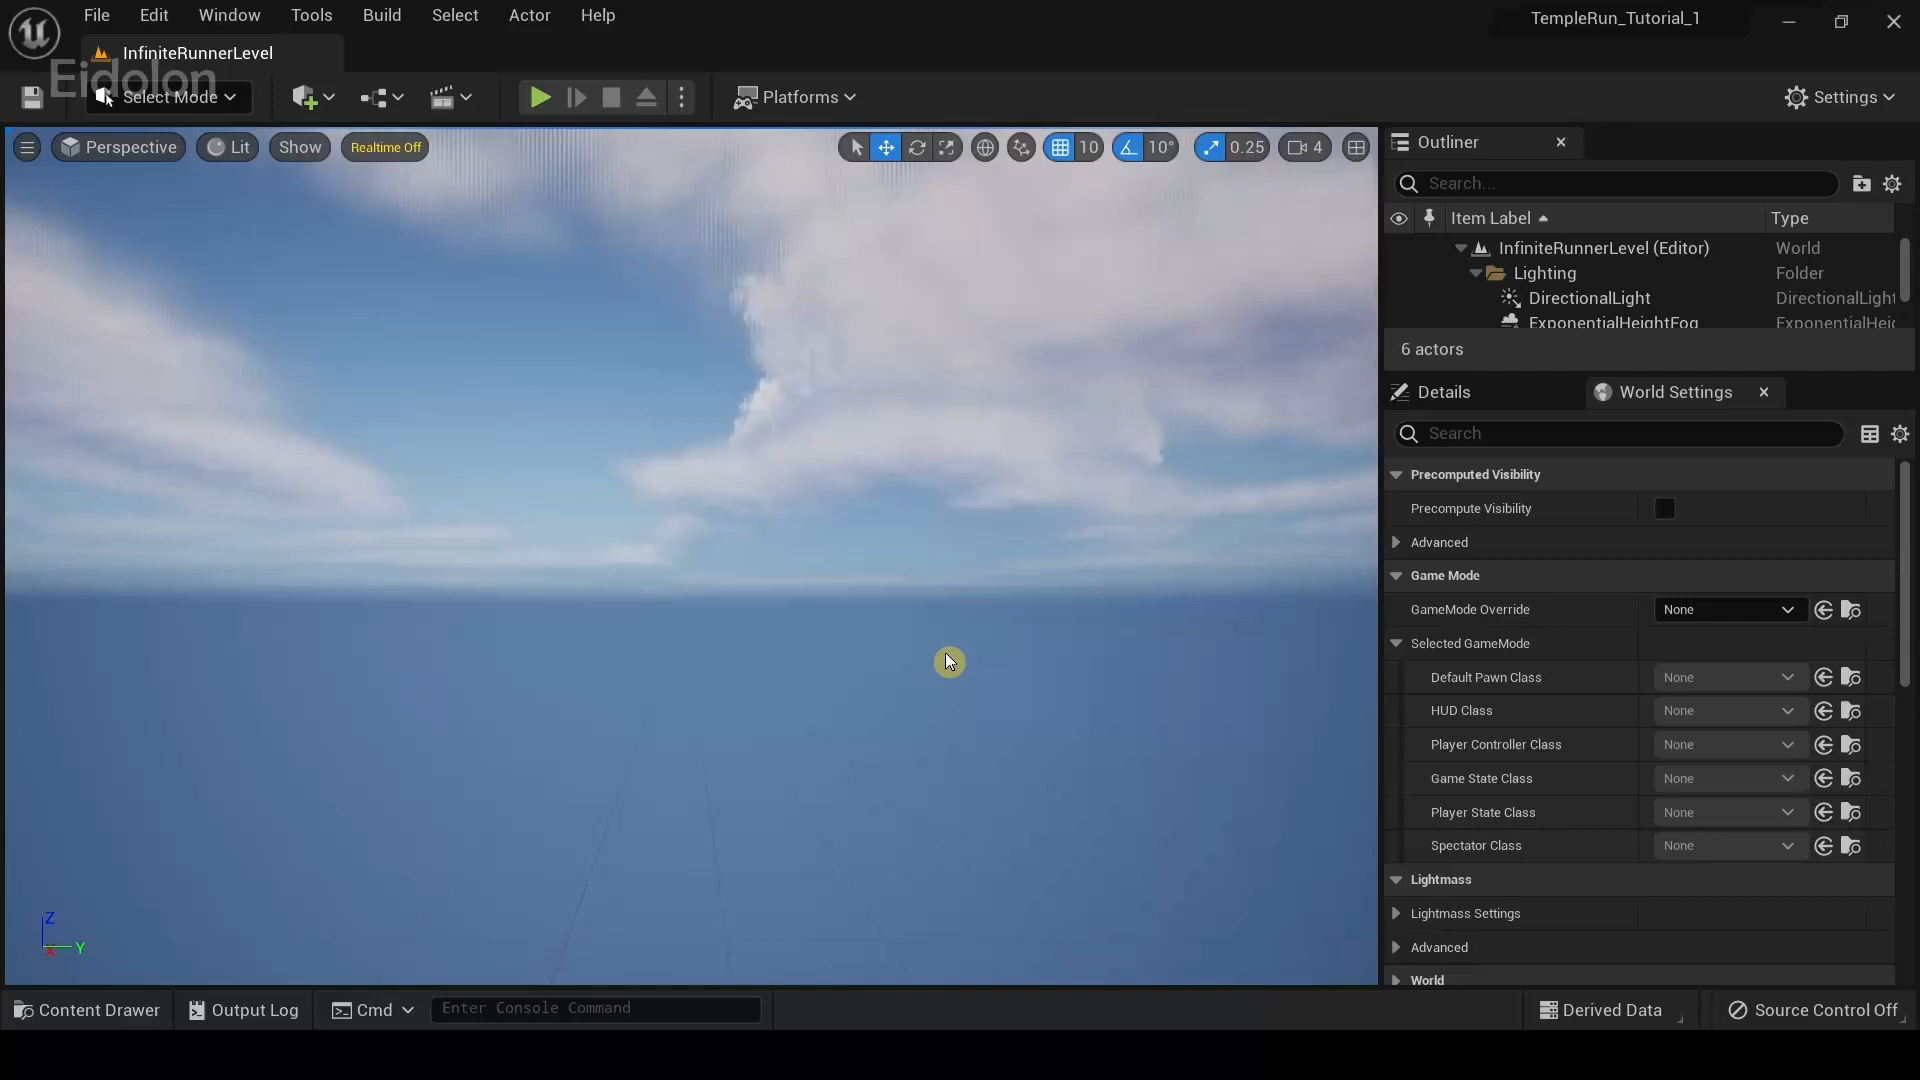 File Edit Window Tools Build Select Actor Help
TempleRun_Tutorial_1
InfiniteRunnerLevel
Eidolon
Select Mode
Platforms
Settings
Perspective
Lit
Show
Realtime Off
10
10°
0.25
4
Outliner
Search...
Item Label
Type
InfiniteRunnerLevel (Editor) World
Lighting Folder
DirectionalLight DirectionalLight
ExponentialHeightFog ExponentialHeig
6 actors
Details
World Settings
Search
Precomputed Visibility
Precompute Visibility
Advanced
Game Mode
GameMode Override None
Selected GameMode
Default Pawn Class None
HUD Class None
Player Controller Class None
Game State Class None
Player State Class None
Spectator Class None
Lightmass
Lightmass Settings
Advanced
World
Z
X
Y
Content Drawer
Output Log
Cmd
Enter Console Command
Derived Data
Source Control Off